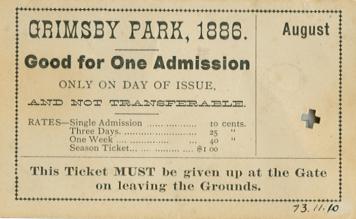 GRIMSBY PARK, 1886.
Good for One Admission
ONLY ON DAY OF ISSUE,
AND NOT TRANSFERABLE.
RATES—Single Admission ............ 10 cents.
Three Days.................. 25 "
One Week ............ ... 40 "
Season Ticket... ........... $1 00
August
This Ticket MUST be given up at the Gate
on leaving the Grounds.
73.11.10